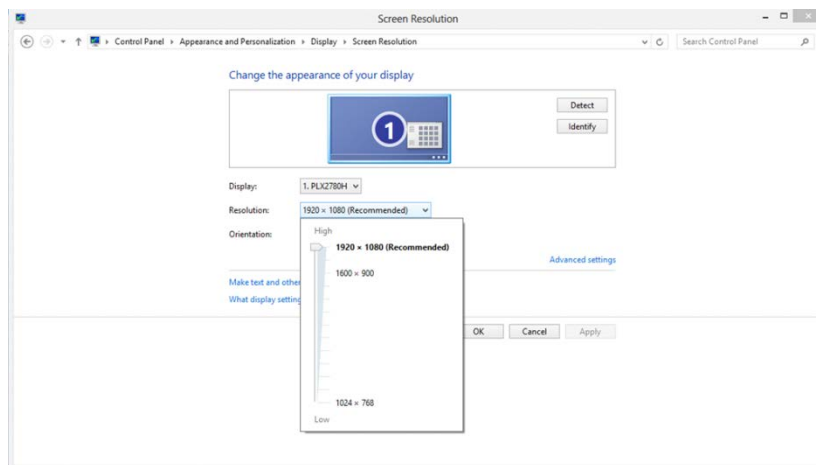 Screen Resolution
Control Panel › Appearance and Personalization › Display › Screen Resolution
Search Control Panel
Change the appearance of your display
1
Detect
Identify
Display: 1. PLX2780H
Resolution: 1920 × 1080 (Recommended)
Orientation:
High
1920 × 1080 (Recommended)
1600 × 900
Advanced settings
Make text and other
What display setting
OK Cancel Apply
1024 × 768
Low